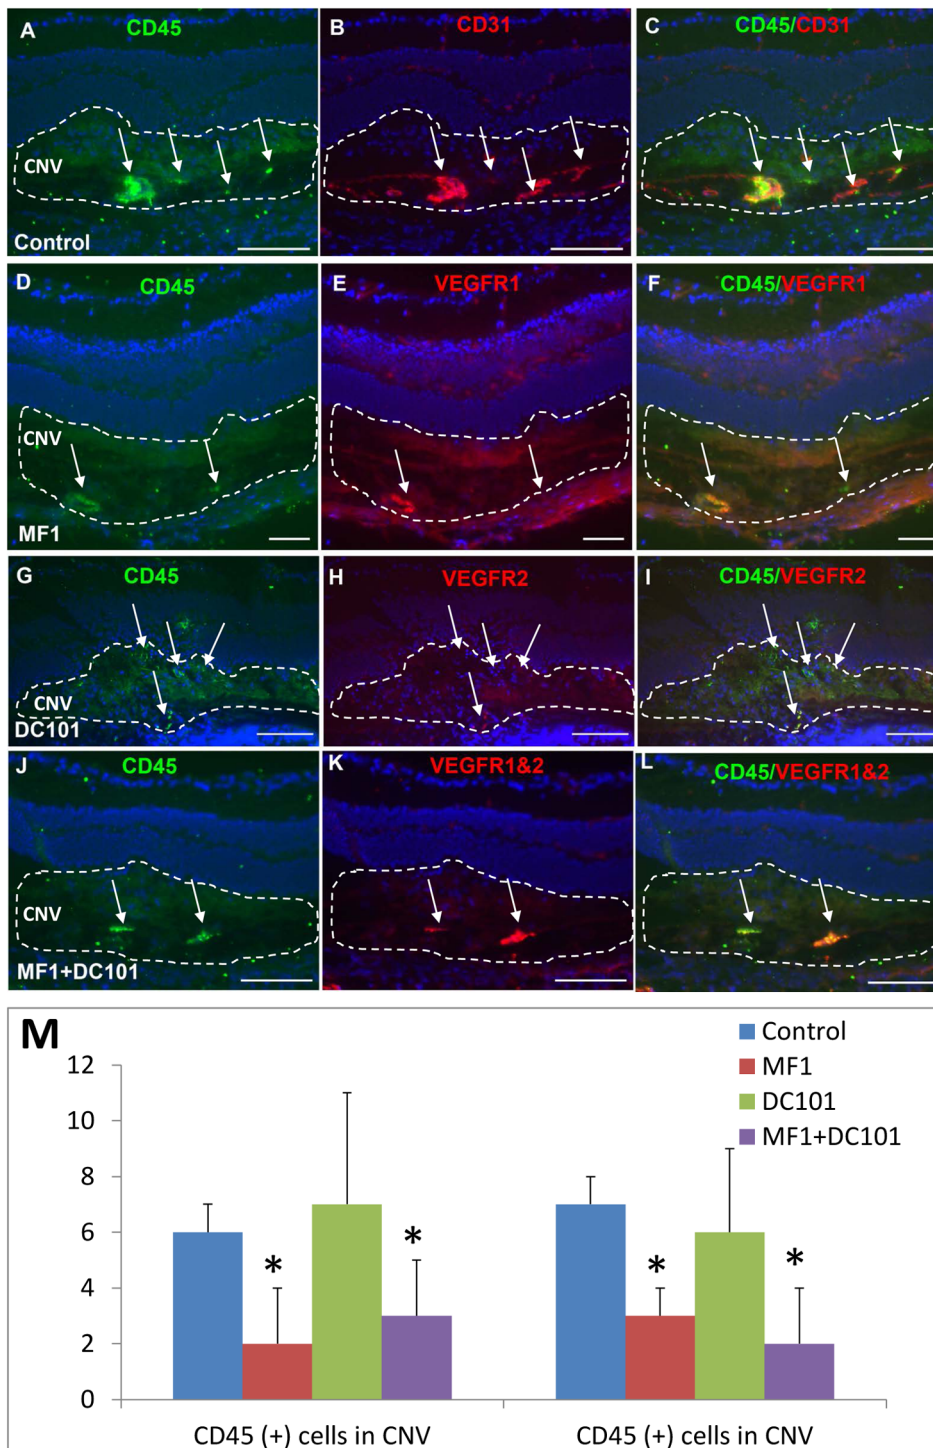 A CD45
B CD31
C CD45/CD31
CNV
Control
D CD45
E VEGFR1
F CD45/VEGFR1
CNV
MF1
G CD45
H VEGFR2
I CD45/VEGFR2
CNV
DC101
J CD45
K VEGFR1&2
L CD45/VEGFR1&2
CNV
MF1+DC101
M
Control
MF1
DC101
MF1+DC101
12
10
8
6
4
2
0
* * * *
CD45 (+) cells in CNV CD45 (+) cells in CNV